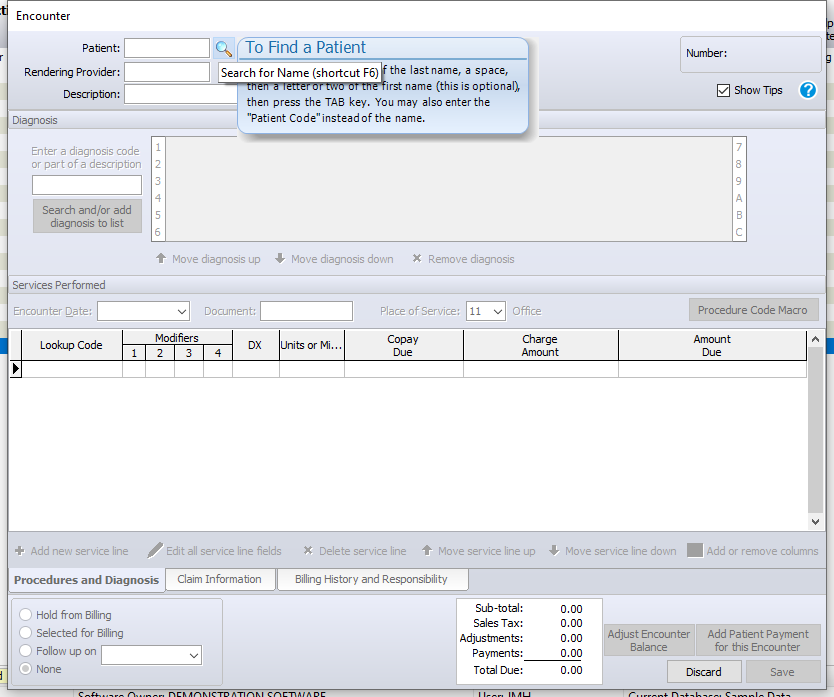 Encounter
Patient:
To Find a Patient
Number:
Rendering Provider:
Search for Name (shortcut F6)
f the last name, a space,
Description:
then a letter or two of the first name (this is optional),
then press the TAB key. You may also enter the
"Patient Code" instead of the name.
Show Tips
?
Diagnosis
Enter a diagnosis code
or part of a description
Search and/or add
diagnosis to list
1
2
3
4
5
6
7
8
9
A
B
C
Move diagnosis up
Move diagnosis down
Remove diagnosis
Services Performed
Encounter Date:
Document:
Place of Service: 11
Office
Procedure Code Macro
Lookup Code
Modifiers
1 2 3 4
DX
Units or Mi...
Copay
Due
Charge
Amount
Amount
Due
Add new service line
Edit all service line fields
Delete service line
Move service line up
Move service line down
Add or remove columns
Procedures and Diagnosis
Claim Information
Billing History and Responsibility
Hold from Billing
Selected for Billing
Follow up on
None
Sub-total: 0.00
Sales Tax: 0.00
Adjustments: 0.00
Payments: 0.00
Total Due: 0.00
Adjust Encounter
Balance
Add Patient Payment
for this Encounter
Discard
Save
Software Owner: DEMONSTRATION SOFTWARE
User: JMH
Current Database: Sample Data